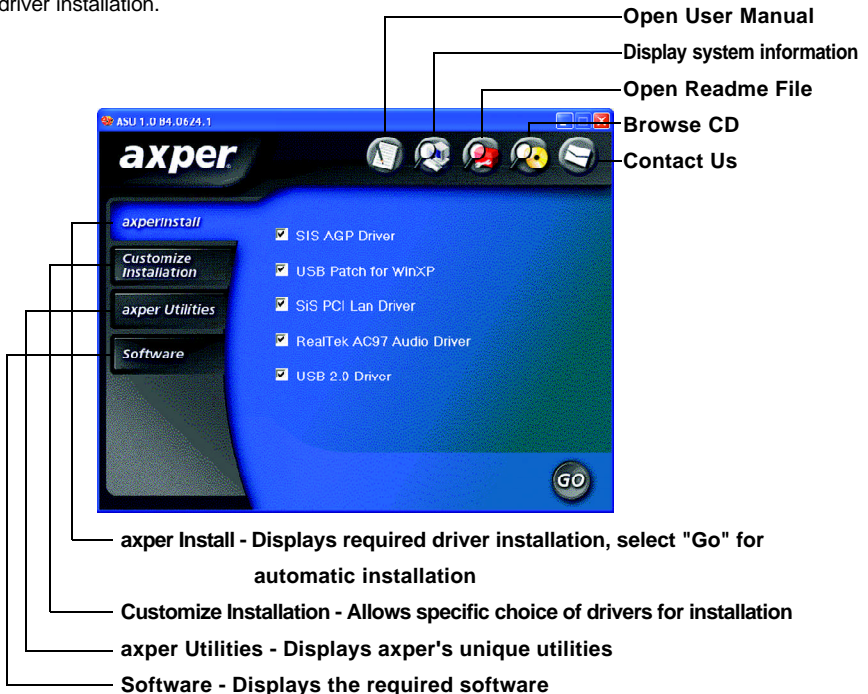 driver installation.
Open User Manual
Display system information
Open Readme File
Browse CD
Contact Us
ASU 1.0 B4.0624.1
axper
axperInstall
Customize
Installation
axper Utilities
Software
SIS AGP Driver
USB Patch for WinXP
SiS PCI Lan Driver
RealTek AC97 Audio Driver
USB 2.0 Driver
GO
axper Install - Displays required driver installation, select "Go" for
automatic installation
Customize Installation - Allows specific choice of drivers for installation
axper Utilities - Displays axper's unique utilities
Software - Displays the required software